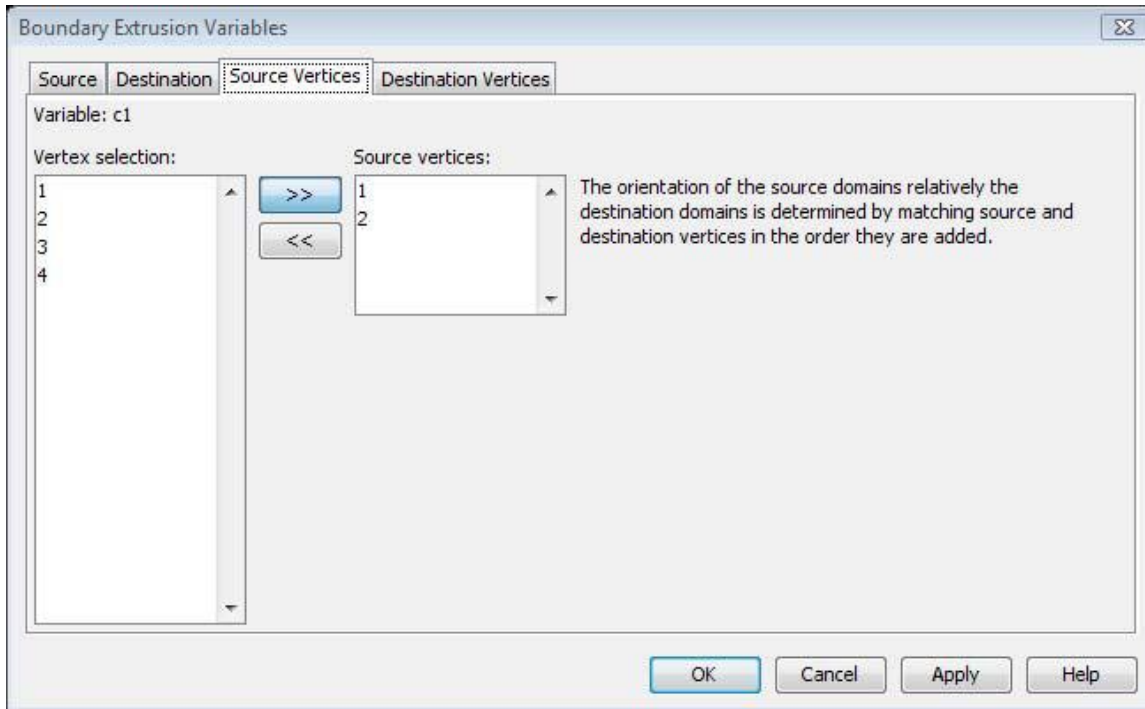 Boundary Extrusion Variables
Source Destination Source Vertices Destination Vertices
Variable: c1
Vertex selection:
Source vertices:
1
2
3
4
>>
<<
1
2
The orientation of the source domains relatively the
destination domains is determined by matching source and
destination vertices in the order they are added.
OK Cancel Apply Help